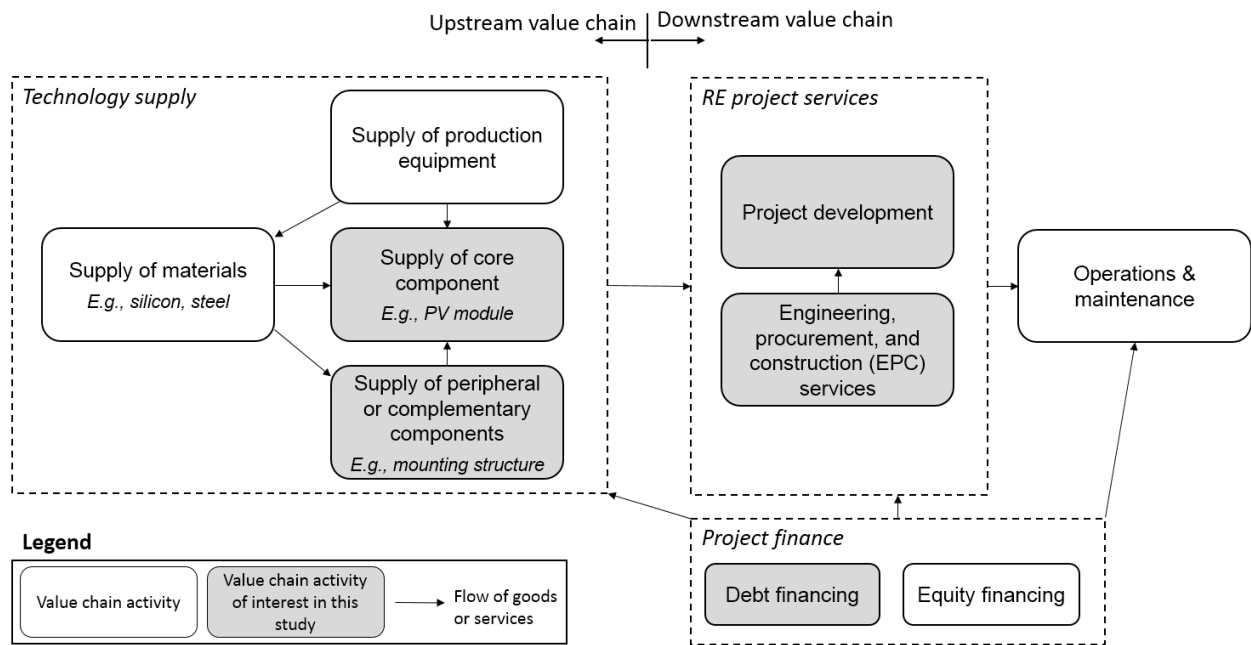 Upstream value chain
Downstream value chain
Technology supply
Supply of production
equipment
Supply of materials
E.g., silicon, steel
Supply of core
component
E.g., PV module
Supply of peripheral
or complementary
components
E.g., mounting structure
RE project services
Project development
Engineering,
procurement, and
construction (EPC)
services
Operations &
maintenance
Project finance
Debt financing
Equity financing
Legend
Value chain activity
Value chain activity
of interest in this
study
Flow of goods
or services